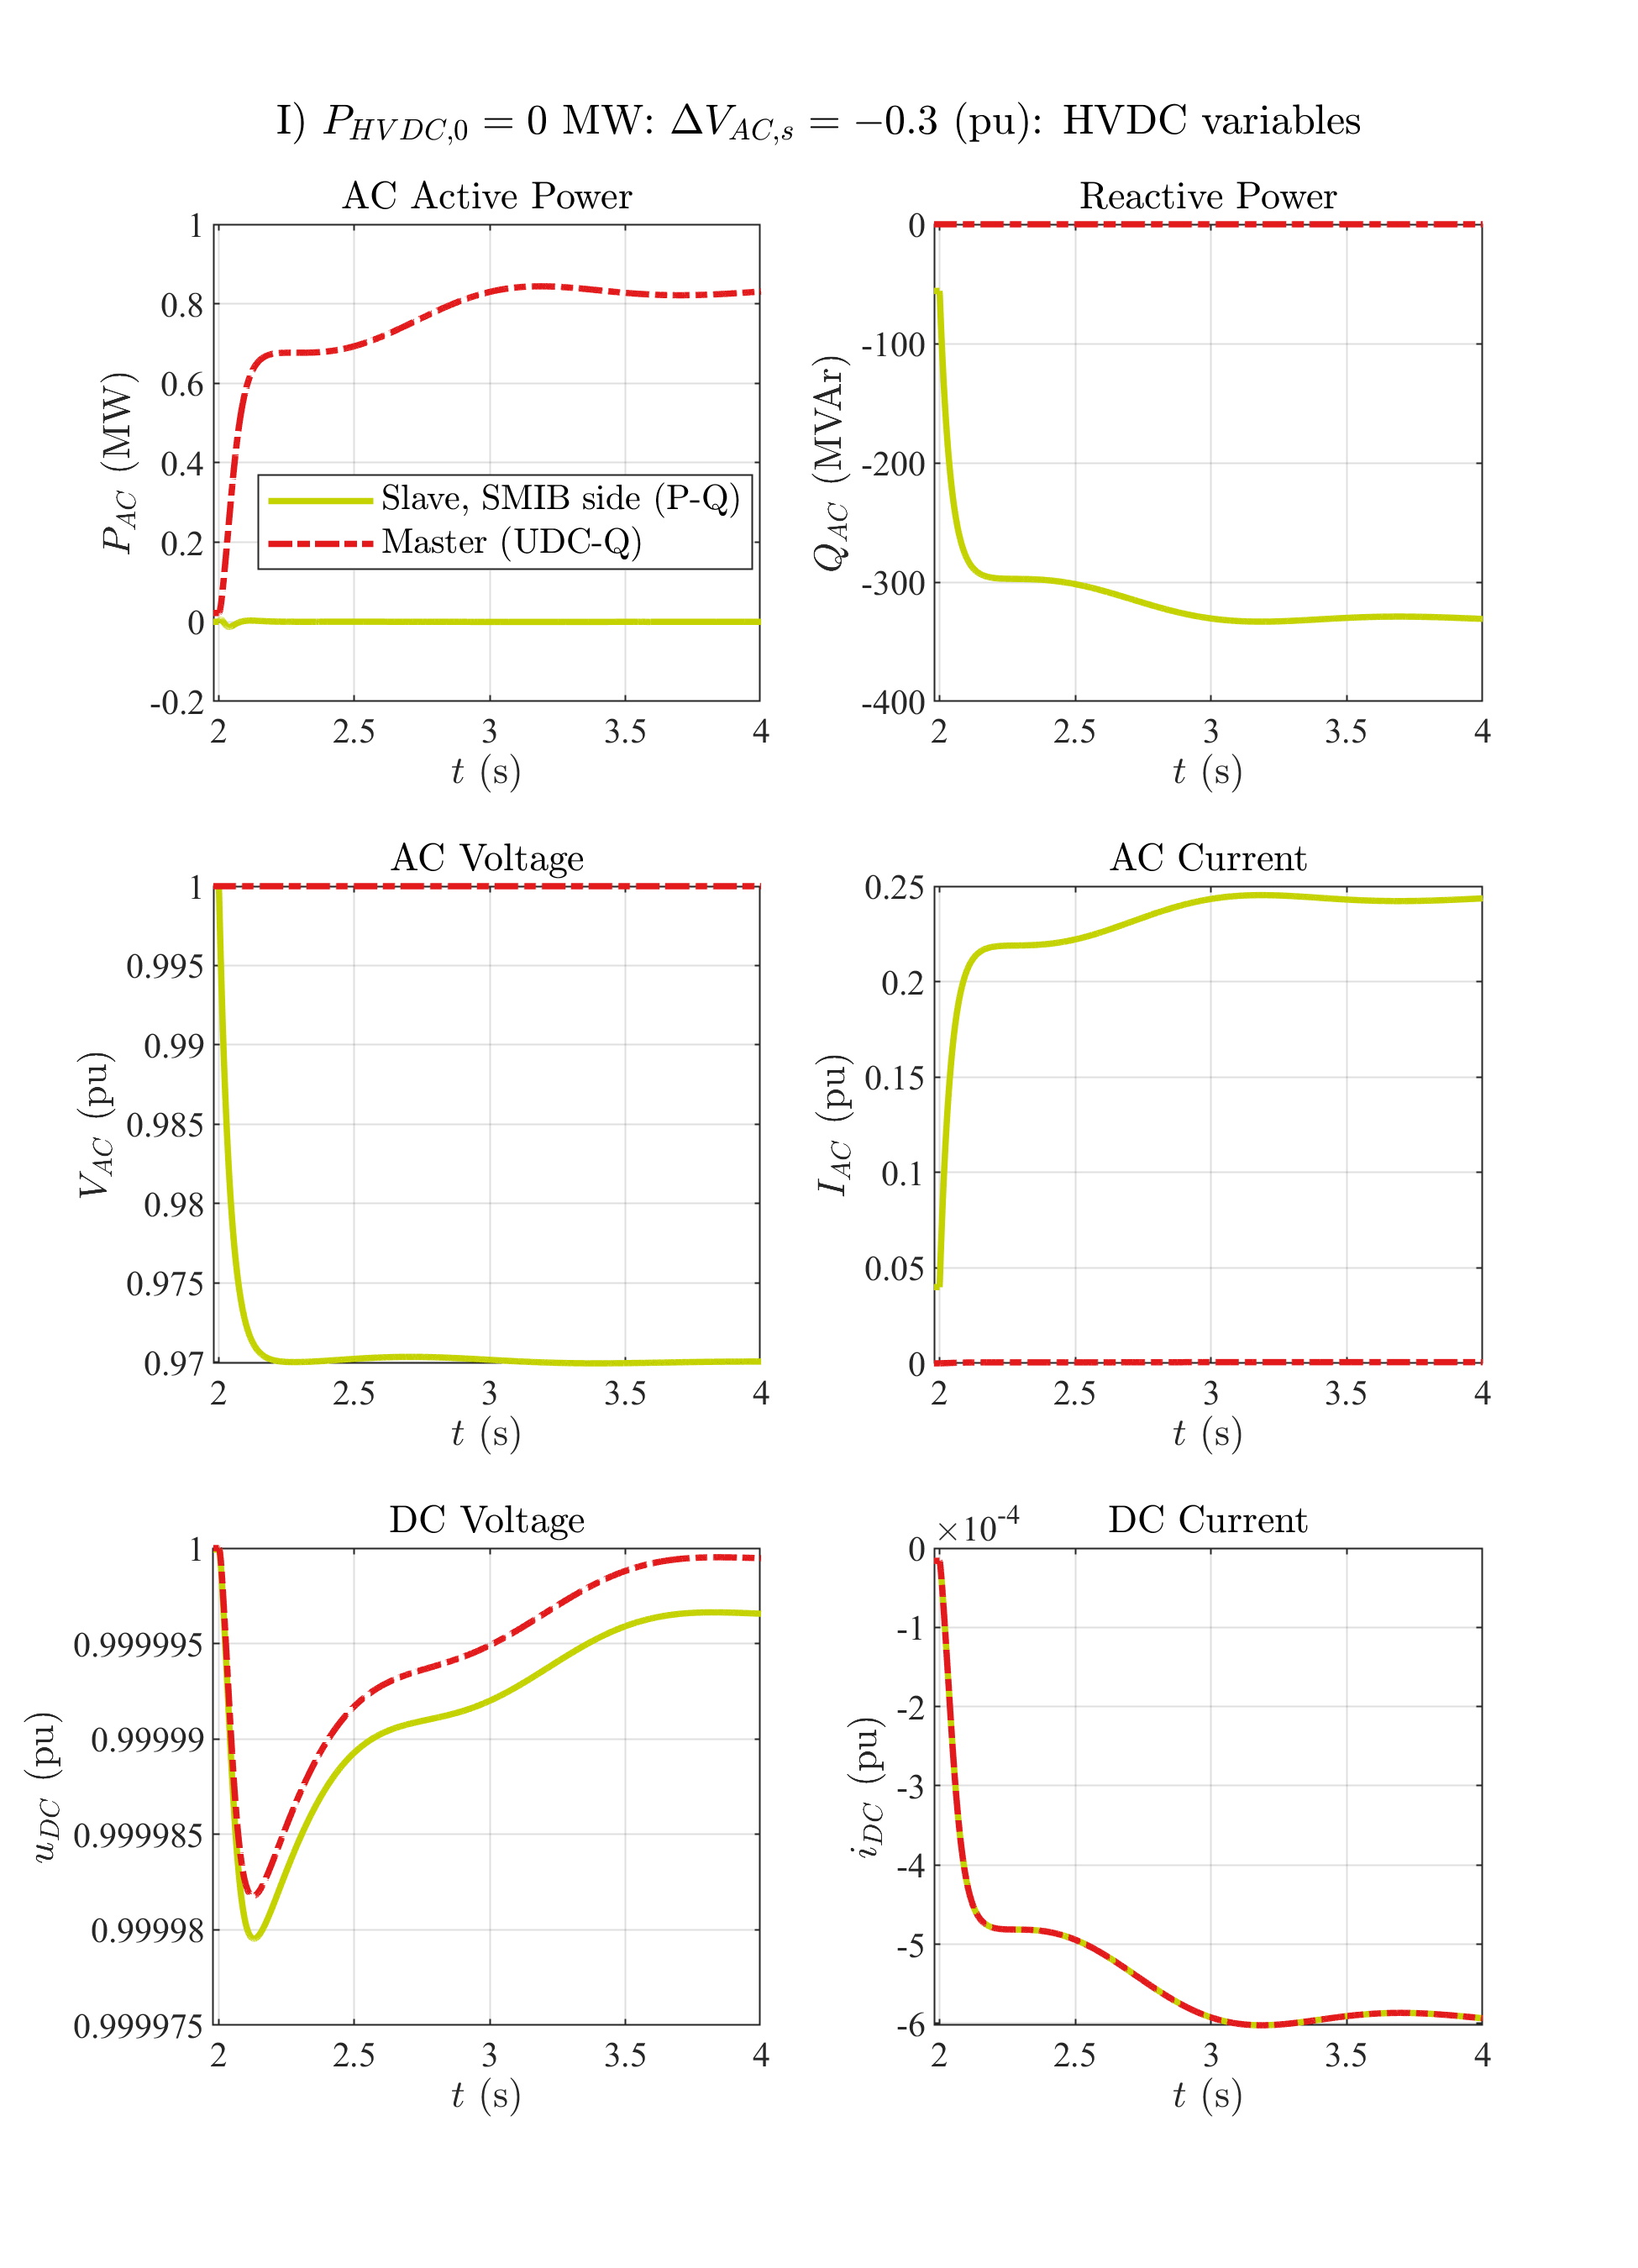 I) P_{HVDC,0} = 0 MW: ΔV_{AC,s} = −0.3 (pu): HVDC variables
AC Active Power
1
0.8
0.6
0.4
0.2
0
-0.2
P_{AC} (MW)
Slave, SMIB side (P-Q)
Master (UDC-Q)
2 2.5 3 3.5 4
t (s)
Reactive Power
0
-100
-200
-300
-400
Q_{AC} (MVAr)
2 2.5 3 3.5 4
t (s)
AC Voltage
1
0.995
0.99
0.985
0.98
0.975
0.97
V_{AC} (pu)
2 2.5 3 3.5 4
t (s)
AC Current
0.25
0.2
0.15
0.1
0.05
0
I_{AC} (pu)
2 2.5 3 3.5 4
t (s)
DC Voltage
1
0.999995
0.99999
0.999985
0.99998
0.999975
u_{DC} (pu)
2 2.5 3 3.5 4
t (s)
DC Current
×10^{-4}
0
-1
-2
-3
-4
-5
-6
i_{DC} (pu)
2 2.5 3 3.5 4
t (s)